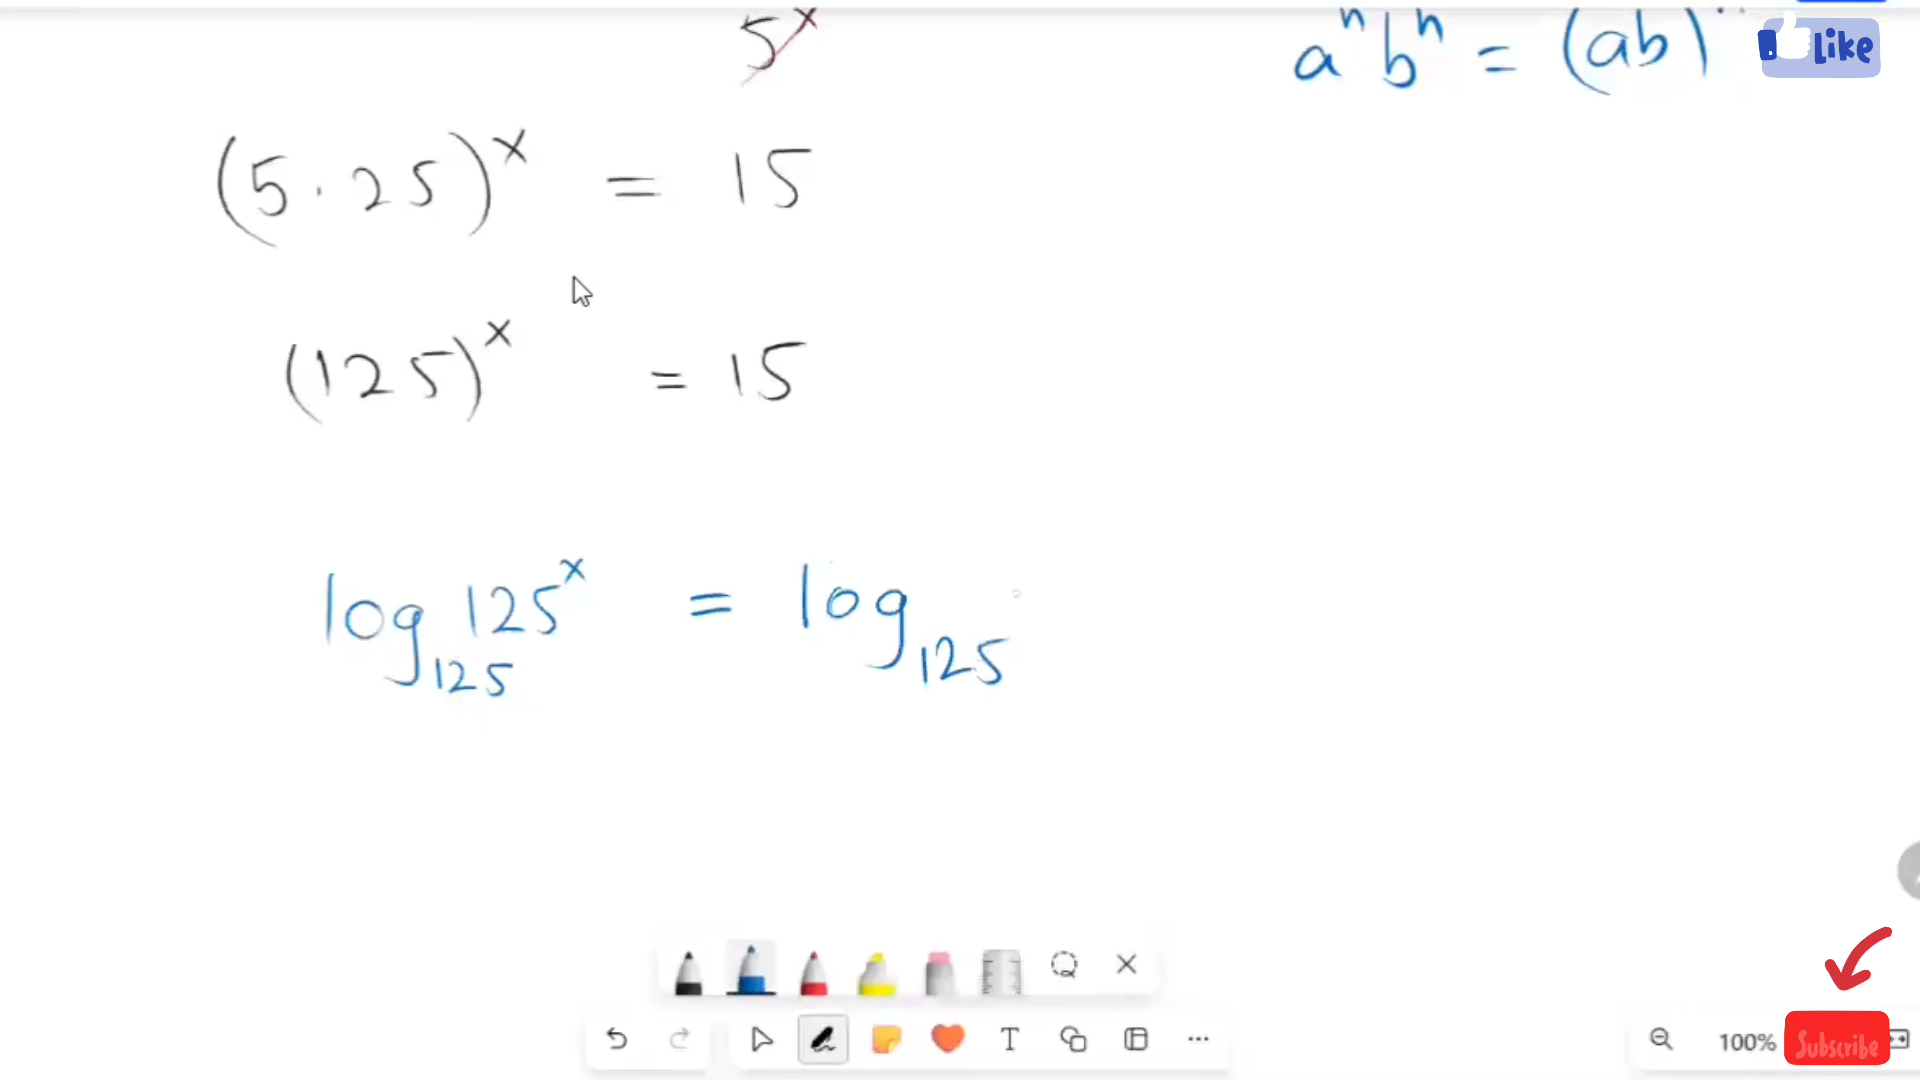 5^x
a^n b^n = (ab)
Like
(5·25)^x = 15
(125)^x = 15
log_125 125^x = log_125
T
100%
Subscribe